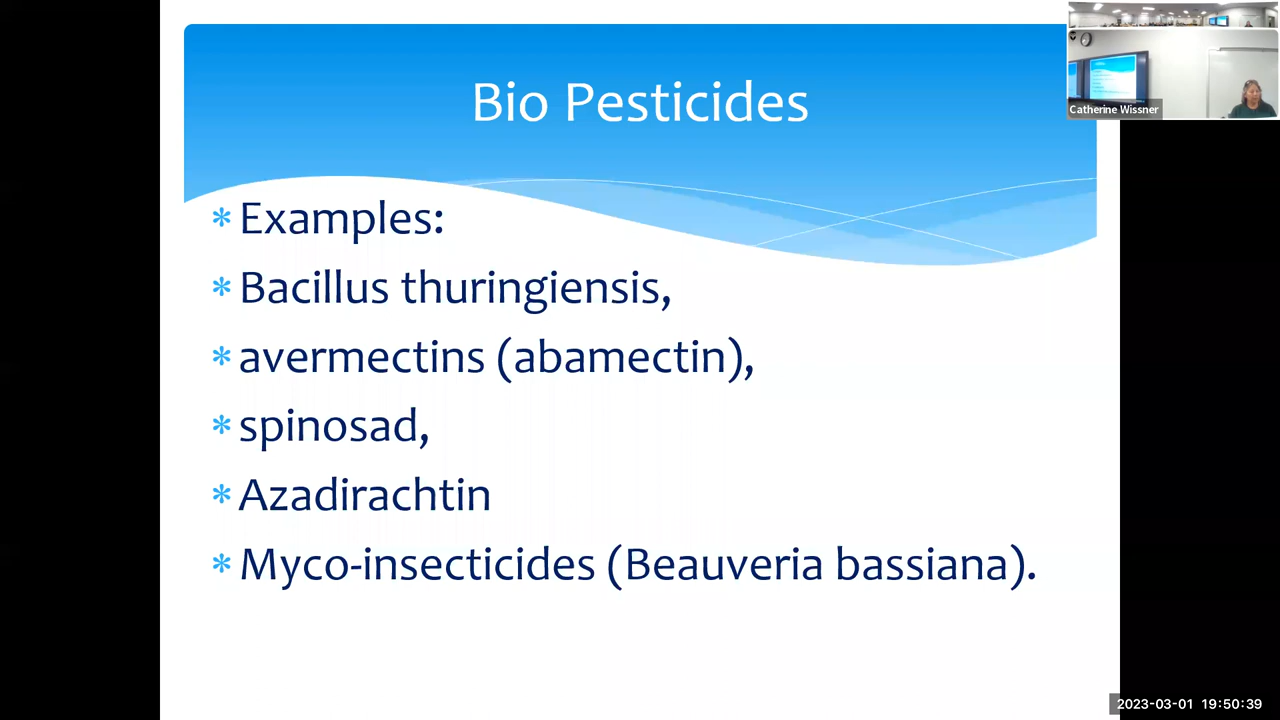 Bio Pesticides
Catherine Wissner
* Examples:
* Bacillus thuringiensis,
* avermectins (abamectin),
* spinosad,
* Azadirachtin
* Myco-insecticides (Beauveria bassiana).
2023-03-01 19:50:39